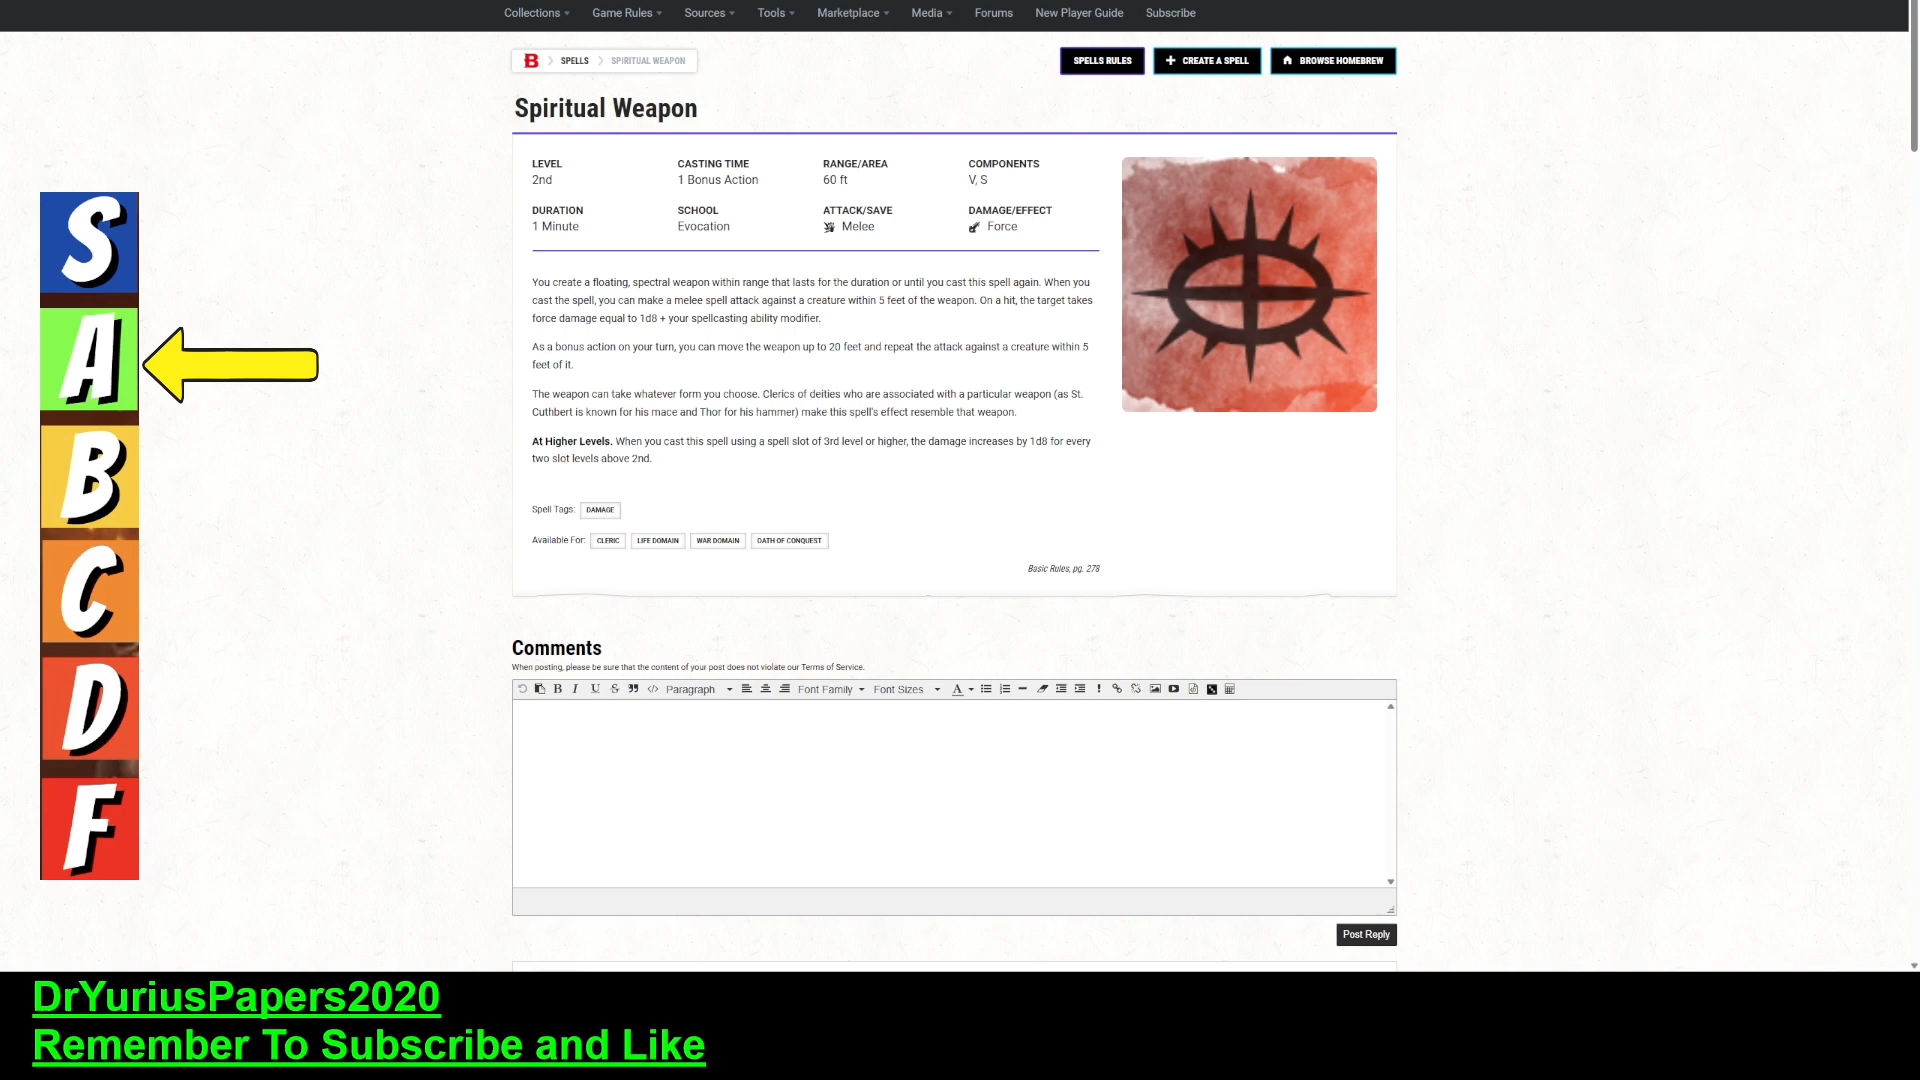 Collections Game Rules Sources Tools Marketplace Media Forums New Player Guide Subscribe
B SPELLS SPIRITUAL WEAPON
SPELLS RULES CREATE A SPELL BROWSE HOMEBREW
Spiritual Weapon
LEVEL CASTING TIME RANGE/AREA COMPONENTS
2nd 1 Bonus Action 60 ft V, S
DURATION SCHOOL ATTACK/SAVE DAMAGE/EFFECT
1 Minute Evocation Melee Force
You create a floating, spectral weapon within range that lasts for the duration or until you cast this spell again. When you
cast the spell, you can make a melee spell attack against a creature within 5 feet of the weapon. On a hit, the target takes
force damage equal to 1d8 + your spellcasting ability modifier.
As a bonus action on your turn, you can move the weapon up to 20 feet and repeat the attack against a creature within 5
feet of it.
The weapon can take whatever form you choose. Clerics of deities who are associated with a particular weapon (as St.
Cuthbert is known for his mace and Thor for his hammer) make this spell's effect resemble that weapon.
At Higher Levels. When you cast this spell using a spell slot of 3rd level or higher, the damage increases by 1d8 for every
two slot levels above 2nd.
Spell Tags: DAMAGE
Available For: CLERIC LIFE DOMAIN WAR DOMAIN OATH OF CONQUEST
Basic Rules, pg. 278
S
A
B
C
D
F
Comments
When posting, please be sure that the content of your post does not violate our Terms of Service.
B I U S Paragraph Font Family Font Sizes A
Post Reply
DrYuriusPapers2020
Remember To Subscribe and Like